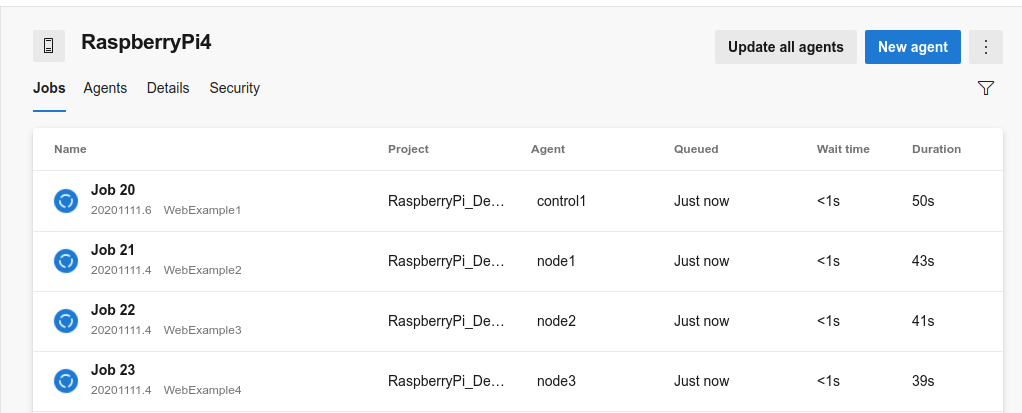 RaspberryPi4
Update all agents
New agent
Jobs Agents Details Security
Name Project Agent Queued Wait time Duration
Job 20
20201111.6 WebExample1
RaspberryPi_De… control1 Just now <1s 50s
Job 21
20201111.4 WebExample2
RaspberryPi_De… node1 Just now <1s 43s
Job 22
20201111.4 WebExample3
RaspberryPi_De… node2 Just now <1s 41s
Job 23
20201111.4 WebExample4
RaspberryPi_De… node3 Just now <1s 39s